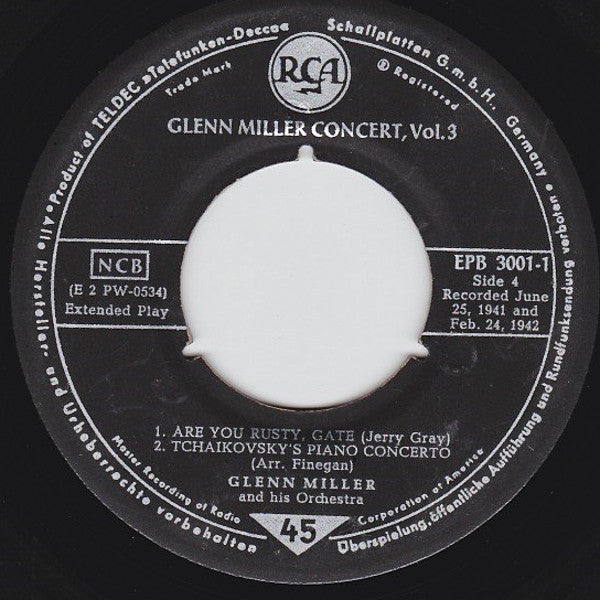 •Product of TELDEC »Telefunken-Decca« Schallplatten G.m.b.H., Germany
Trade Mark
RCA
® Registered
GLENN MILLER CONCERT, Vol. 3
NCB
(E 2 PW-0534)
Extended Play
EPB 3001-1
Side 4
Recorded June
25, 1941 and
Feb. 24, 1942
1. ARE YOU RUSTY, GATE (Jerry Gray)
2. TCHAIKOVSKY'S PIANO CONCERTO
(Arr. Finegan)
GLENN MILLER
and his Orchestra
Master Recording of Radio Corporation of America
45
•Alle Hersteller- und Urheberrechte vorbehalten
Überspielung, öffentliche Aufführung und Rundfunksendung verboten